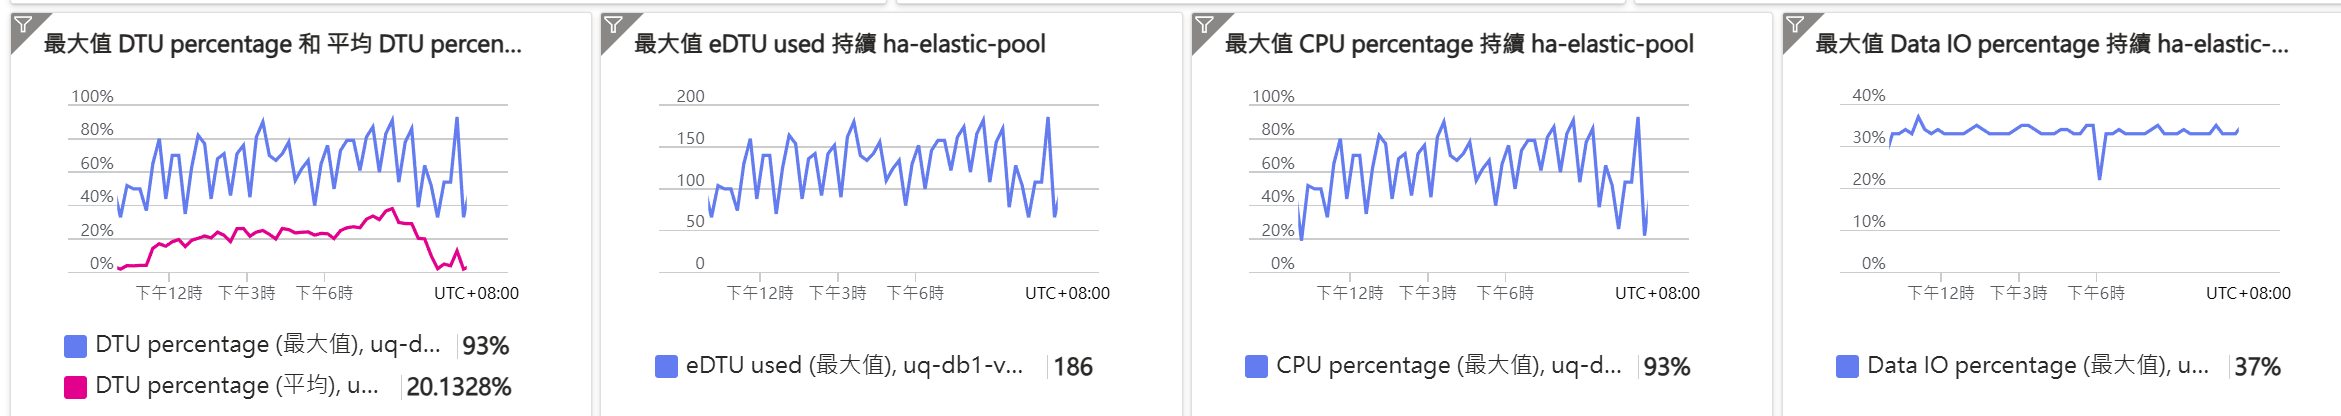 最大值 DTU percentage 和 平均 DTU percen...
100%
80%
60%
40%
20%
0%
下午12時 下午3時 下午6時 UTC+08:00
DTU percentage (最大值), uq-d... 93%
DTU percentage (平均), u... 20.1328%
最大值 eDTU used 持續 ha-elastic-pool
200
150
100
50
0
下午12時 下午3時 下午6時 UTC+08:00
eDTU used (最大值), uq-db1-v... 186
最大值 CPU percentage 持續 ha-elastic-pool
100%
80%
60%
40%
20%
0%
下午12時 下午3時 下午6時 UTC+08:00
CPU percentage (最大值), uq-d... 93%
最大值 Data IO percentage 持續 ha-elastic-...
40%
30%
20%
10%
0%
下午12時 下午3時 下午6時 UTC+08:00
Data IO percentage (最大值), u... 37%